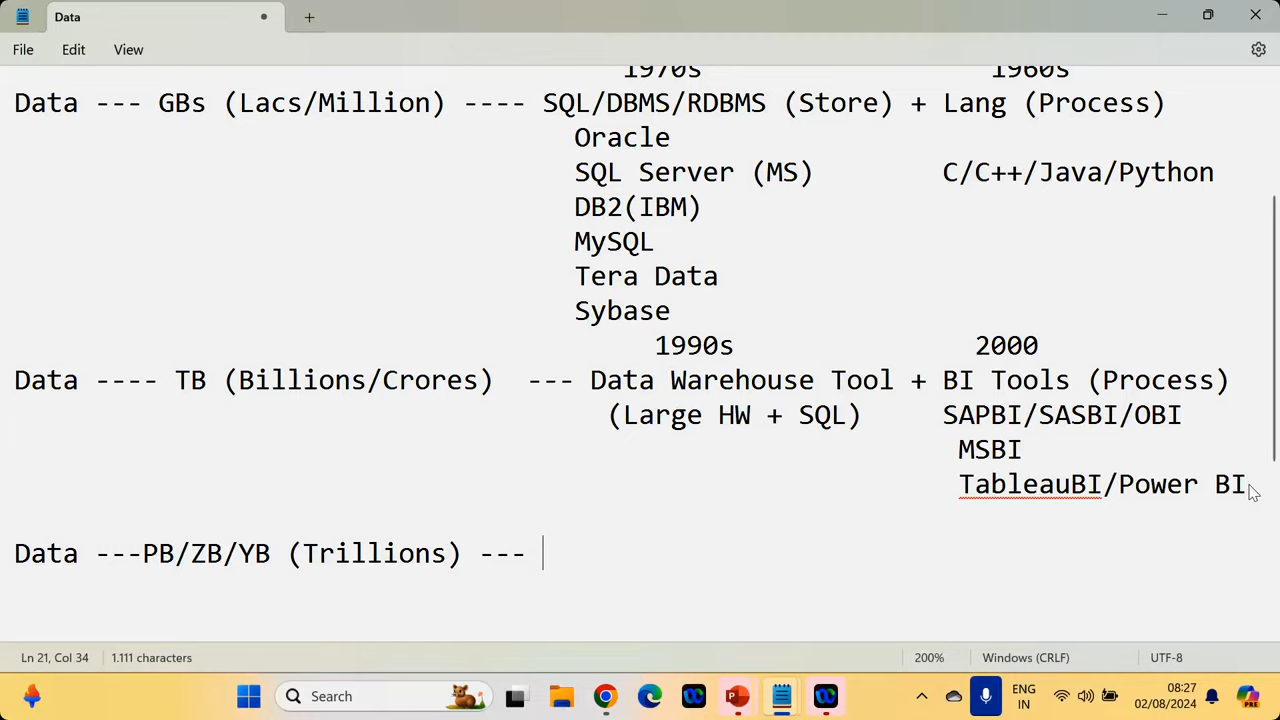 Data
File Edit View
1970s 1960s
Data --- GBs (Lacs/Million) ---- SQL/DBMS/RDBMS (Store) + Lang (Process)
Oracle
SQL Server (MS) C/C++/Java/Python
DB2(IBM)
MySQL
Tera Data
Sybase
1990s 2000
Data ---- TB (Billions/Crores) --- Data Warehouse Tool + BI Tools (Process)
(Large HW + SQL) SAPBI/SASBI/OBI
MSBI
TableauBI/Power BI
Data ---PB/ZB/YB (Trillions) ---
Ln 21, Col 34 1.111 characters 200% Windows (CRLF) UTF-8
Search ENG 08:27
IN 02/08/2024
PRE